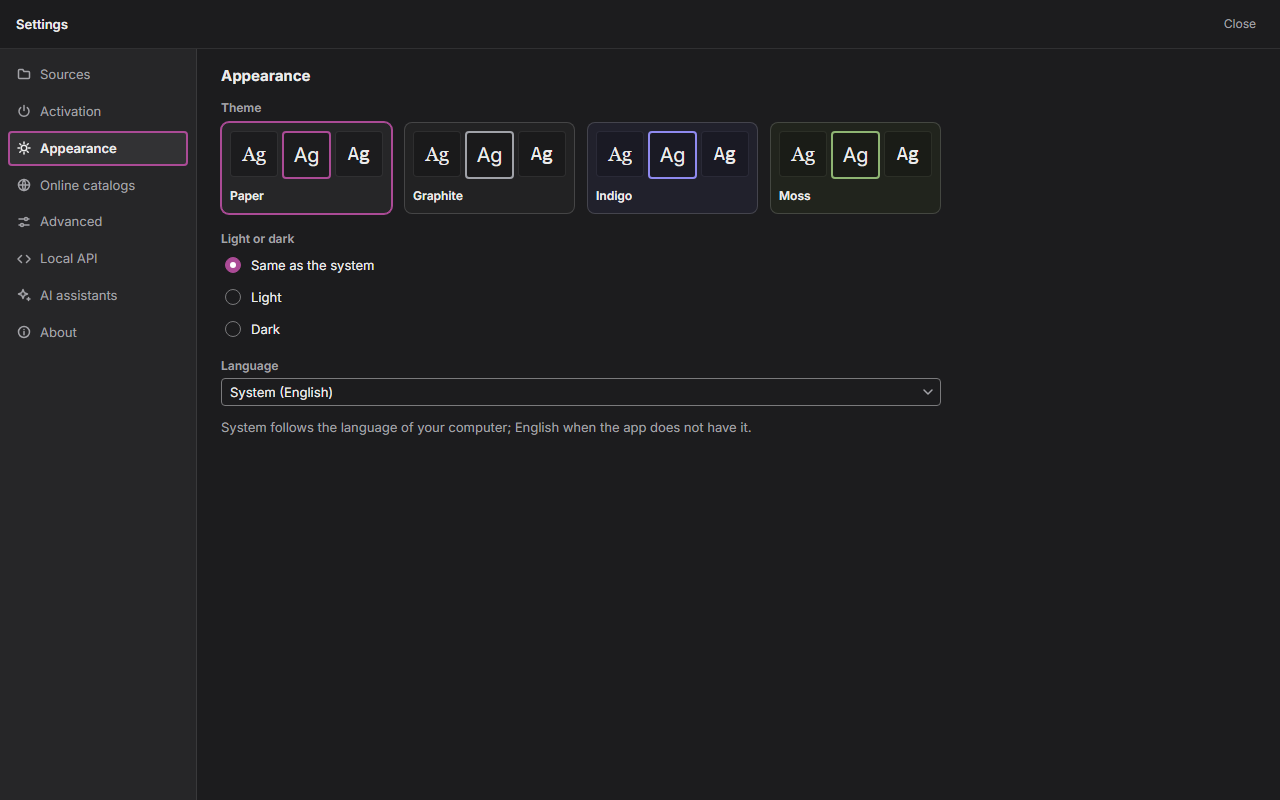 Settings
Close
Sources
Activation
Appearance
Online catalogs
Advanced
Local API
AI assistants
About
Appearance
Theme
Ag Ag Ag
Paper
Ag Ag Ag
Graphite
Ag Ag Ag
Indigo
Ag Ag Ag
Moss
Light or dark
Same as the system
Light
Dark
Language
System (English)
System follows the language of your computer; English when the app does not have it.